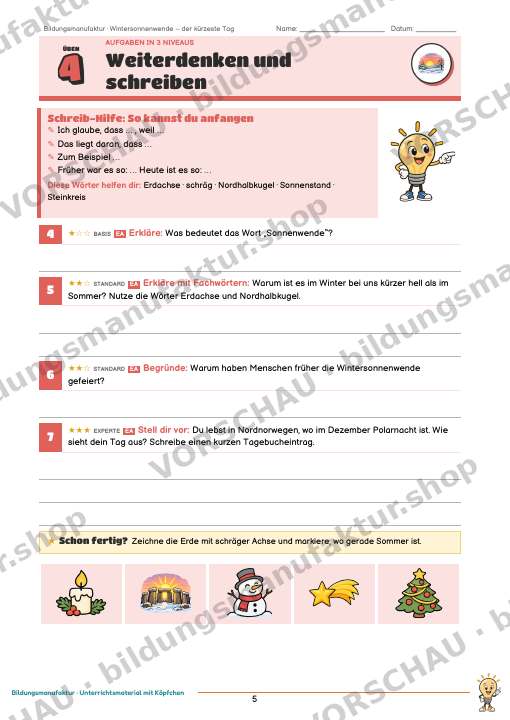 Bildungsmanufaktur · Wintersonnenwende – der kürzeste Tag Name: ____ Datum: ____
ÜBEN
4
AUFGABEN IN 3 NIVEAUS
Weiterdenken und
schreiben
Schreib-Hilfe: So kannst du anfangen
✎ Ich glaube, dass …, weil …
✎ Das liegt daran, dass …
✎ Zum Beispiel …
✎ Früher war es so: … Heute ist es so: …
Diese Wörter helfen dir: Erdachse · schräg · Nordhalbkugel · Sonnenstand ·
Steinkreis
4 ★☆☆ BASIS EA Erkläre: Was bedeutet das Wort „Sonnenwende"?
5 ★★☆ STANDARD EA Erkläre mit Fachwörtern: Warum ist es im Winter bei uns kürzer hell als im
Sommer? Nutze die Wörter Erdachse und Nordhalbkugel.
6 ★★☆ STANDARD EA Begründe: Warum haben Menschen früher die Wintersonnenwende
gefeiert?
7 ★★★ EXPERTE EA Stell dir vor: Du lebst in Nordnorwegen, wo im Dezember Polarnacht ist. Wie
sieht dein Tag aus? Schreibe einen kurzen Tagebucheintrag.
★ Schon fertig? Zeichne die Erde mit schräger Achse und markiere, wo gerade Sommer ist.
Bildungsmanufaktur · Unterrichtsmaterial mit Köpfchen
5
VORSCHAU · bildungsmanufaktur.shop